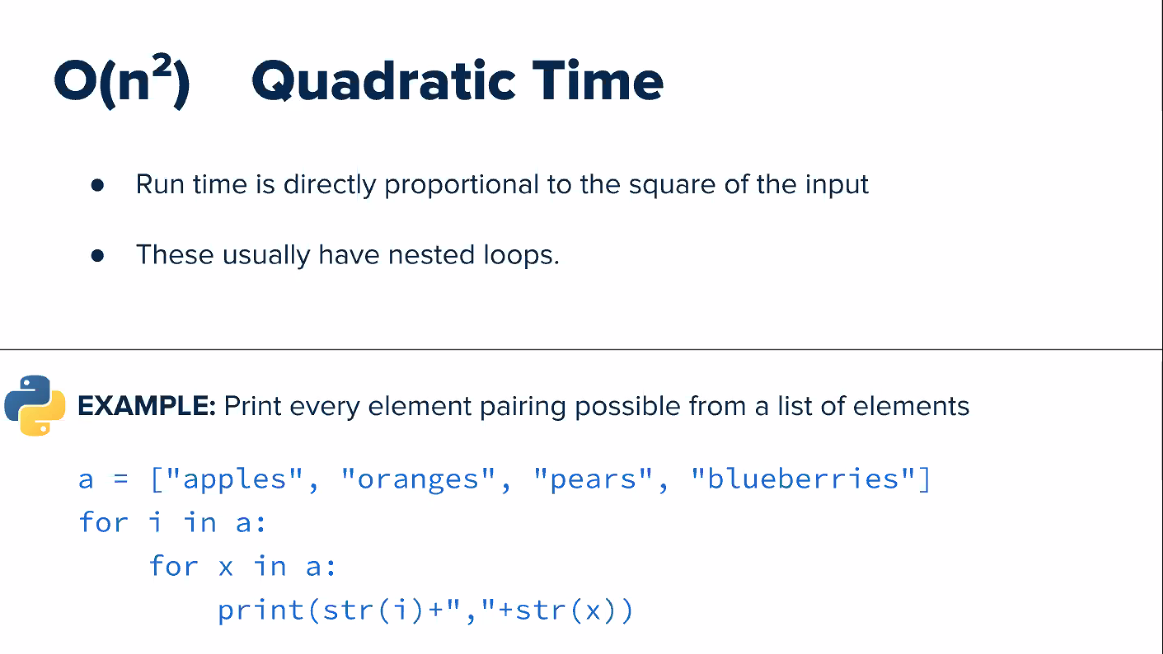 O(n²) Quadratic Time
● Run time is directly proportional to the square of the input
● These usually have nested loops.
EXAMPLE: Print every element pairing possible from a list of elements
a = ["apples", "oranges", "pears", "blueberries"]
for i in a:
    for x in a:
        print(str(i)+","+str(x))